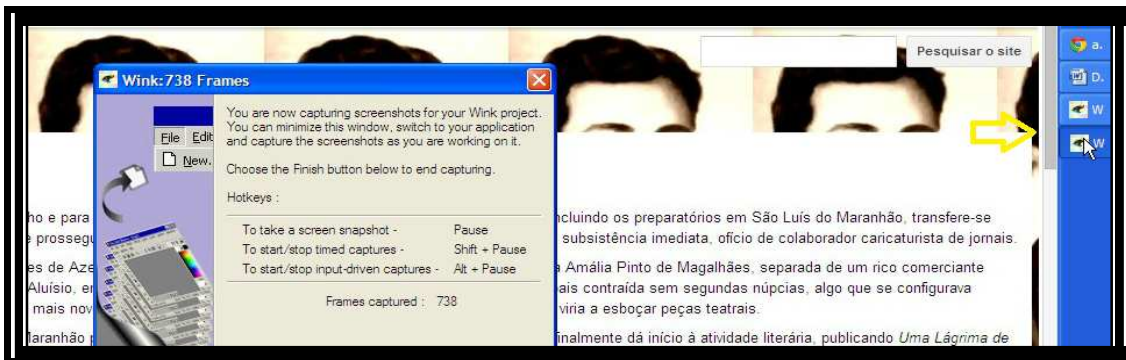 Pesquisar o site
a.
D.
W
W
Wink:738 Frames
File Edit
New.
You are now capturing screenshots for your Wink project.
You can minimize this window, switch to your application
and capture the screenshots as you are working on it.
Choose the Finish button below to end capturing.
Hotkeys :
To take a screen snapshot - Pause
To start/stop timed captures - Shift + Pause
To start/stop input-driven captures - Alt + Pause
Frames captured : 738
ho e para
cluindo os preparatórios em São Luís do Maranhão, transfere-se
prossegu
subsistência imediata, ofício de colaborador caricaturista de jornais.
es de Aze
a Amália Pinto de Magalhães, separada de um rico comerciante
Aluísio, e
ais contraída sem segundas núpcias, algo que se configurava
mais nov
viria a esboçar peças teatrais.
Maranhão
inalmente dá início à atividade literária, publicando Uma Lágrima de